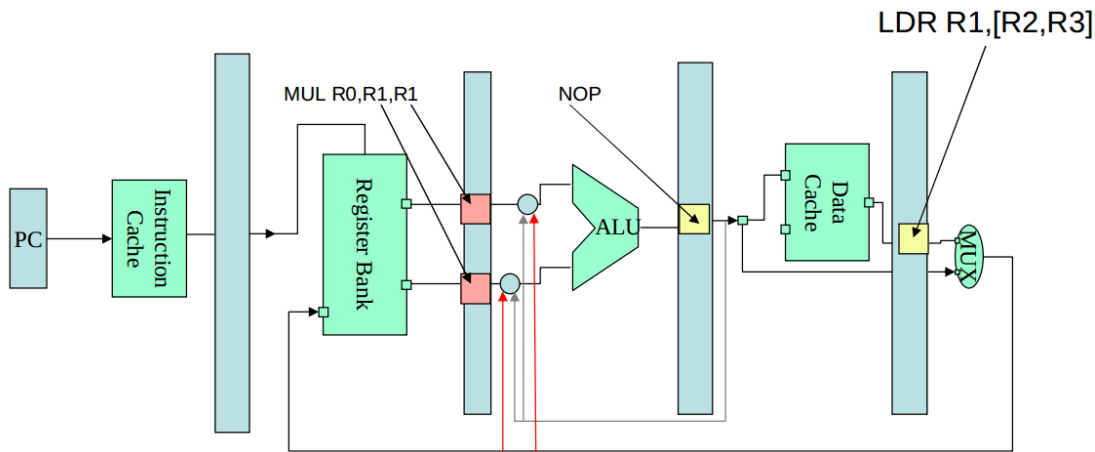 LDR R1,[R2,R3]
MUL R0,R1,R1
NOP
PC
Instruction
Cache
Register Bank
ALU
Data
Cache
MUX